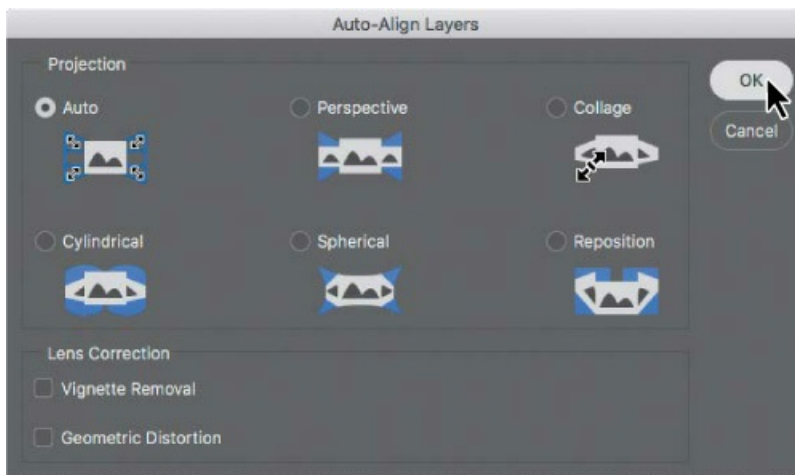 Auto-Align Layers
Projection
Auto
Perspective
Collage
OK
Cancel
Cylindrical
Spherical
Reposition
Lens Correction
Vignette Removal
Geometric Distortion